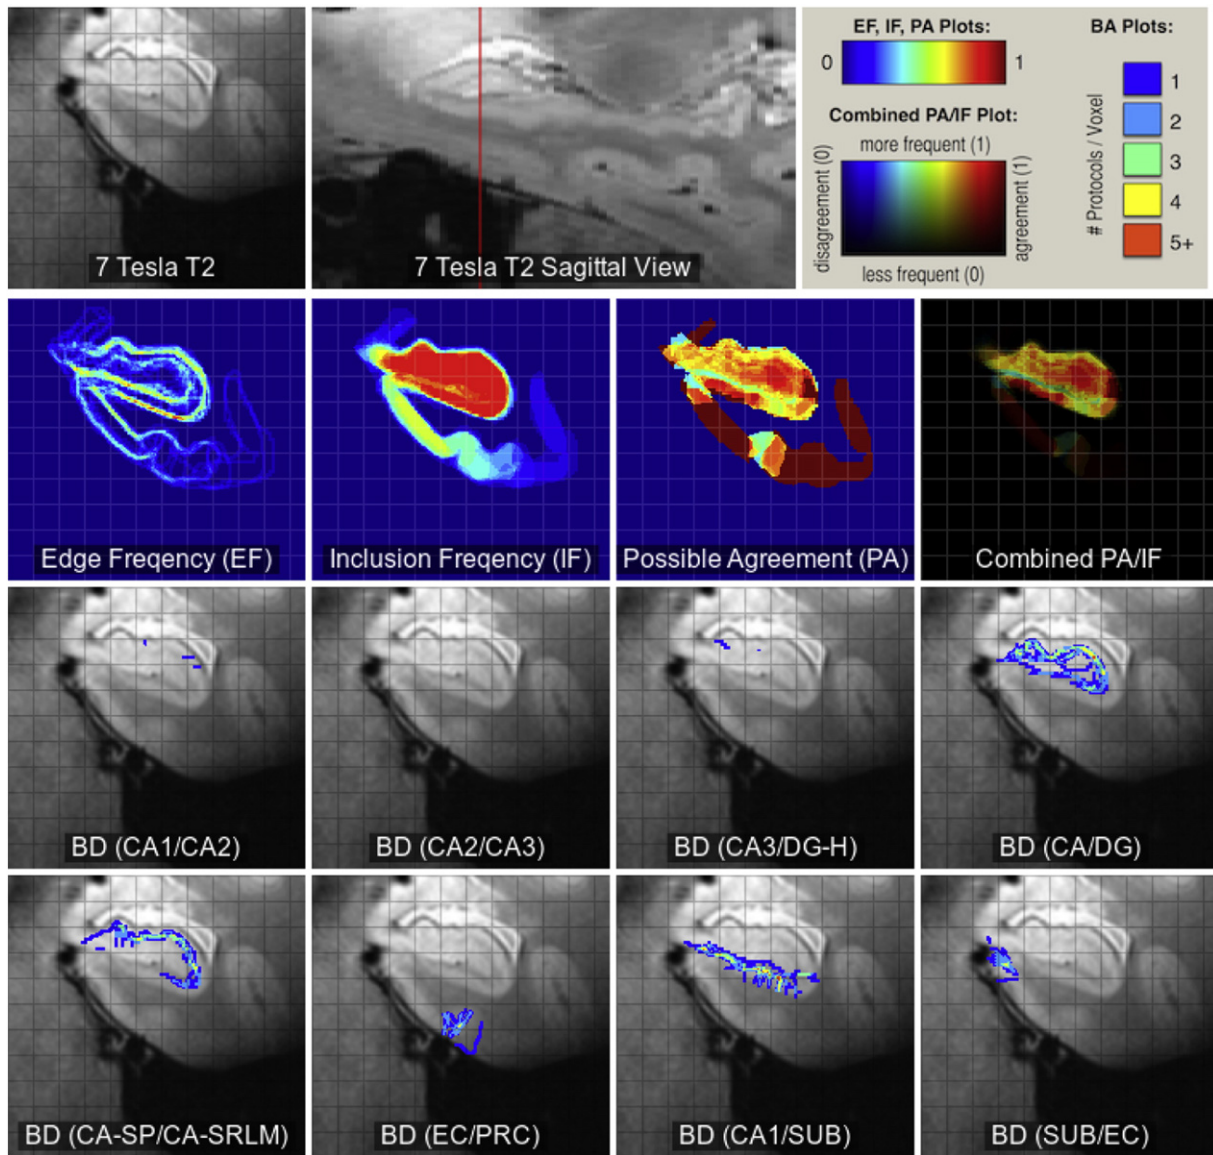 7 Tesla T2
7 Tesla T2 Sagittal View
EF, IF, PA Plots:
0
1
Combined PA/IF Plot:
more frequent (1)
disagreement (0)
agreement (1)
less frequent (0)
BA Plots:
# Protocols / Voxel
1
2
3
4
5+
Edge Freqency (EF)
Inclusion Freqency (IF)
Possible Agreement (PA)
Combined PA/IF
BD (CA1/CA2)
BD (CA2/CA3)
BD (CA3/DG-H)
BD (CA/DG)
BD (CA-SP/CA-SRLM)
BD (EC/PRC)
BD (CA1/SUB)
BD (SUB/EC)